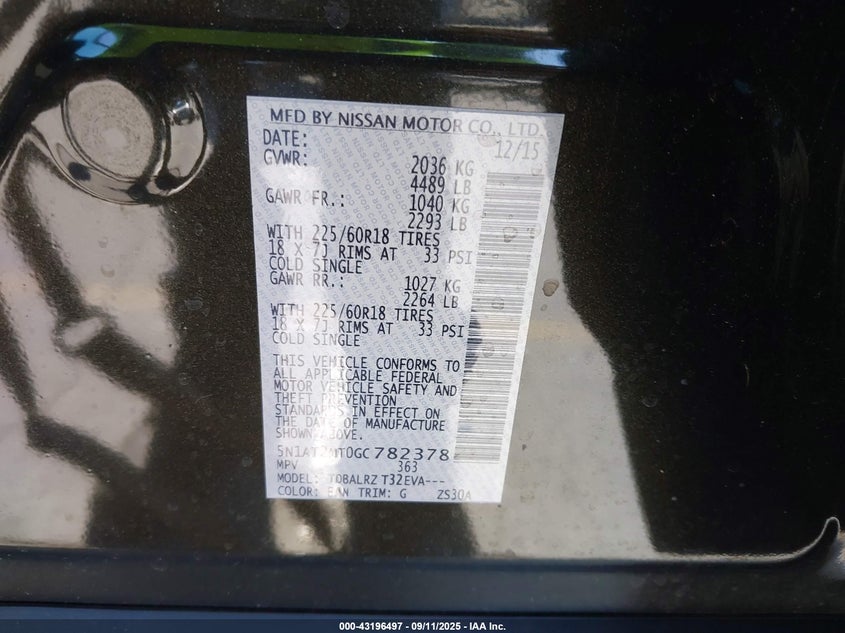 MFD BY NISSAN MOTOR CO., LTD.
DATE: 12/15
GVWR: 2036 KG
4489 LB
GAWR FR.: 1040 KG
2293 LB
WITH 225/60R18 TIRES
18 X 7J RIMS AT 33 PSI
COLD SINGLE
GAWR RR.: 1027 KG
2264 LB
WITH 225/60R18 TIRES
18 X 7J RIMS AT 33 PSI
COLD SINGLE
THIS VEHICLE CONFORMS TO
ALL APPLICABLE FEDERAL
MOTOR VEHICLE SAFETY AND
THEFT PREVENTION
STANDARDS IN EFFECT ON
THE DATE OF MANUFACTURE
SHOWN ABOVE.
MPV 363
MODEL: TDBALRZ T32EVA---
COLOR: EAN TRIM: G ZS30A
000-43196497 - 09/11/2025 - IAA Inc.